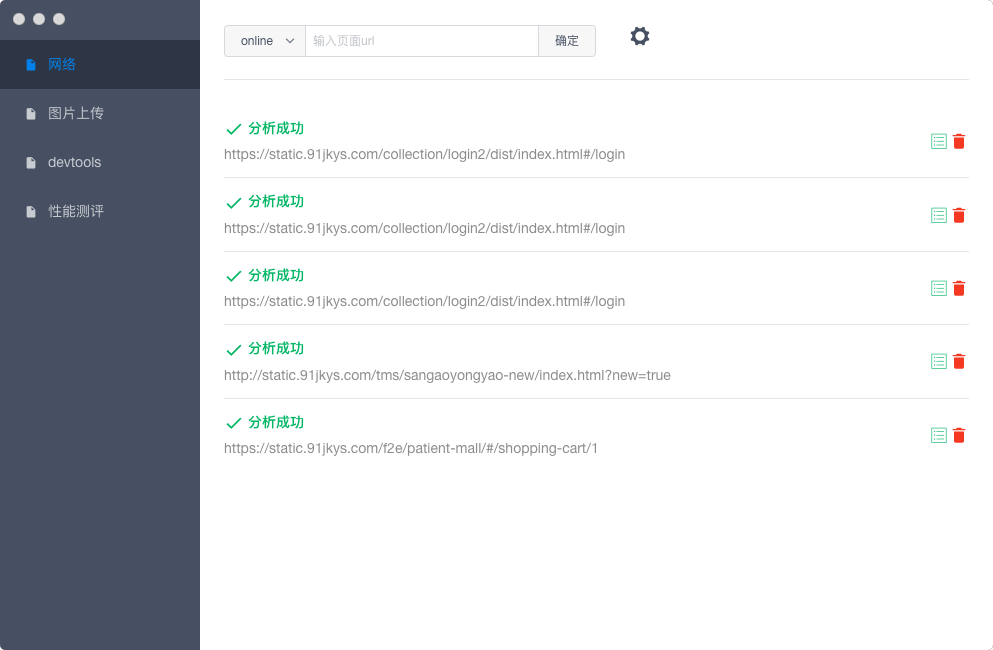 网络
图片上传
devtools
性能测评
online 输入页面url 确定
分析成功
https://static.91jkys.com/collection/login2/dist/index.html#/login
分析成功
https://static.91jkys.com/collection/login2/dist/index.html#/login
分析成功
https://static.91jkys.com/collection/login2/dist/index.html#/login
分析成功
http://static.91jkys.com/tms/sangaoyongyao-new/index.html?new=true
分析成功
https://static.91jkys.com/f2e/patient-mall/#/shopping-cart/1